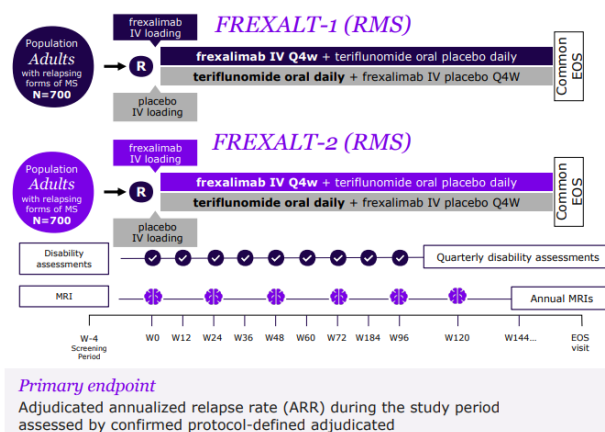 FREXALT-1 (RMS)
Population
Adults
with relapsing
forms of MS
N=700
frexalimab
IV loading
R
placebo
IV loading
frexalimab IV Q4w + teriflunomide oral placebo daily
teriflunomide oral daily + frexalimab IV placebo Q4W
Common
EOS
FREXALT-2 (RMS)
Population
Adults
with relapsing
forms of MS
N=700
frexalimab
IV loading
R
placebo
IV loading
frexalimab IV Q4w + teriflunomide oral placebo daily
teriflunomide oral daily + frexalimab IV placebo Q4W
Common
EOS
Disability
assessments
Quarterly disability assessments
MRI
Annual MRIs
W-4
Screening
Period
W0
W12
W24
W36
W48
W60
W72
W184
W96
W120
W144...
EOS
visit
Primary endpoint
Adjudicated annualized relapse rate (ARR) during the study period
assessed by confirmed protocol-defined adjudicated